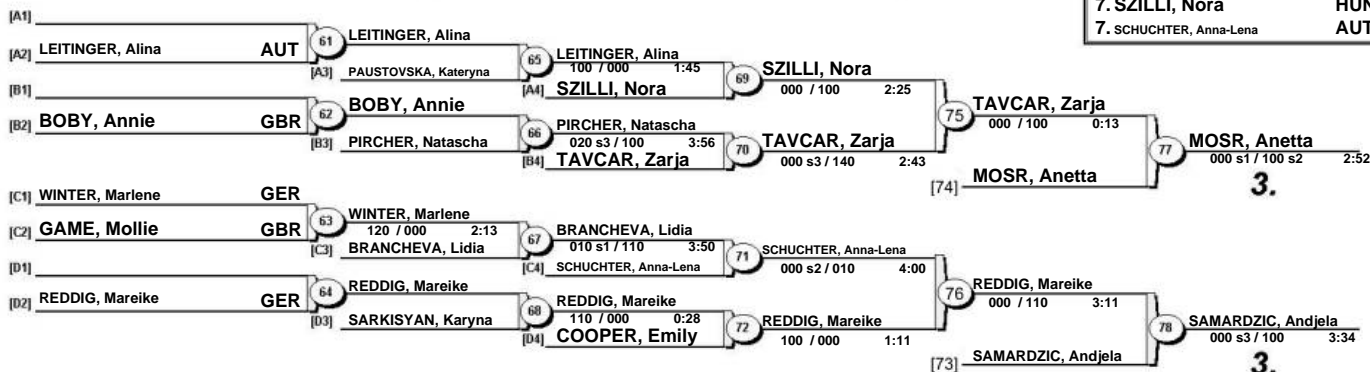 7. SZILLI, Nora HUN
7. SCHUCHTER, Anna-Lena AUT
[A1]
[A2] LEITINGER, Alina AUT
61
LEITINGER, Alina
[A3] PAUSTOVSKA, Kateryna
65
LEITINGER, Alina
100 / 000 1:45
[A4] SZILLI, Nora
69
SZILLI, Nora
000 / 100 2:25
[B1]
[B2] BOBY, Annie GBR
62
BOBY, Annie
[B3] PIRCHER, Natascha
66
PIRCHER, Natascha
020 s3 / 100 3:56
[B4] TAVCAR, Zarja
70
TAVCAR, Zarja
000 s3 / 140 2:43
75
TAVCAR, Zarja
000 / 100 0:13
[74] MOSR, Anetta
77
MOSR, Anetta
000 s1 / 100 s2 2:52
3.
[C1] WINTER, Marlene GER
[C2] GAME, Mollie GBR
63
WINTER, Marlene
120 / 000 2:13
[C3] BRANCHEVA, Lidia
67
BRANCHEVA, Lidia
010 s1 / 110 3:50
[C4] SCHUCHTER, Anna-Lena
71
SCHUCHTER, Anna-Lena
000 s2 / 010 4:00
[D1]
[D2] REDDIG, Mareike GER
64
REDDIG, Mareike
[D3] SARKISYAN, Karyna
68
REDDIG, Mareike
110 / 000 0:28
[D4] COOPER, Emily
72
REDDIG, Mareike
100 / 000 1:11
76
REDDIG, Mareike
000 / 110 3:11
[73] SAMARDZIC, Andjela
78
SAMARDZIC, Andjela
000 s3 / 100 3:34
3.